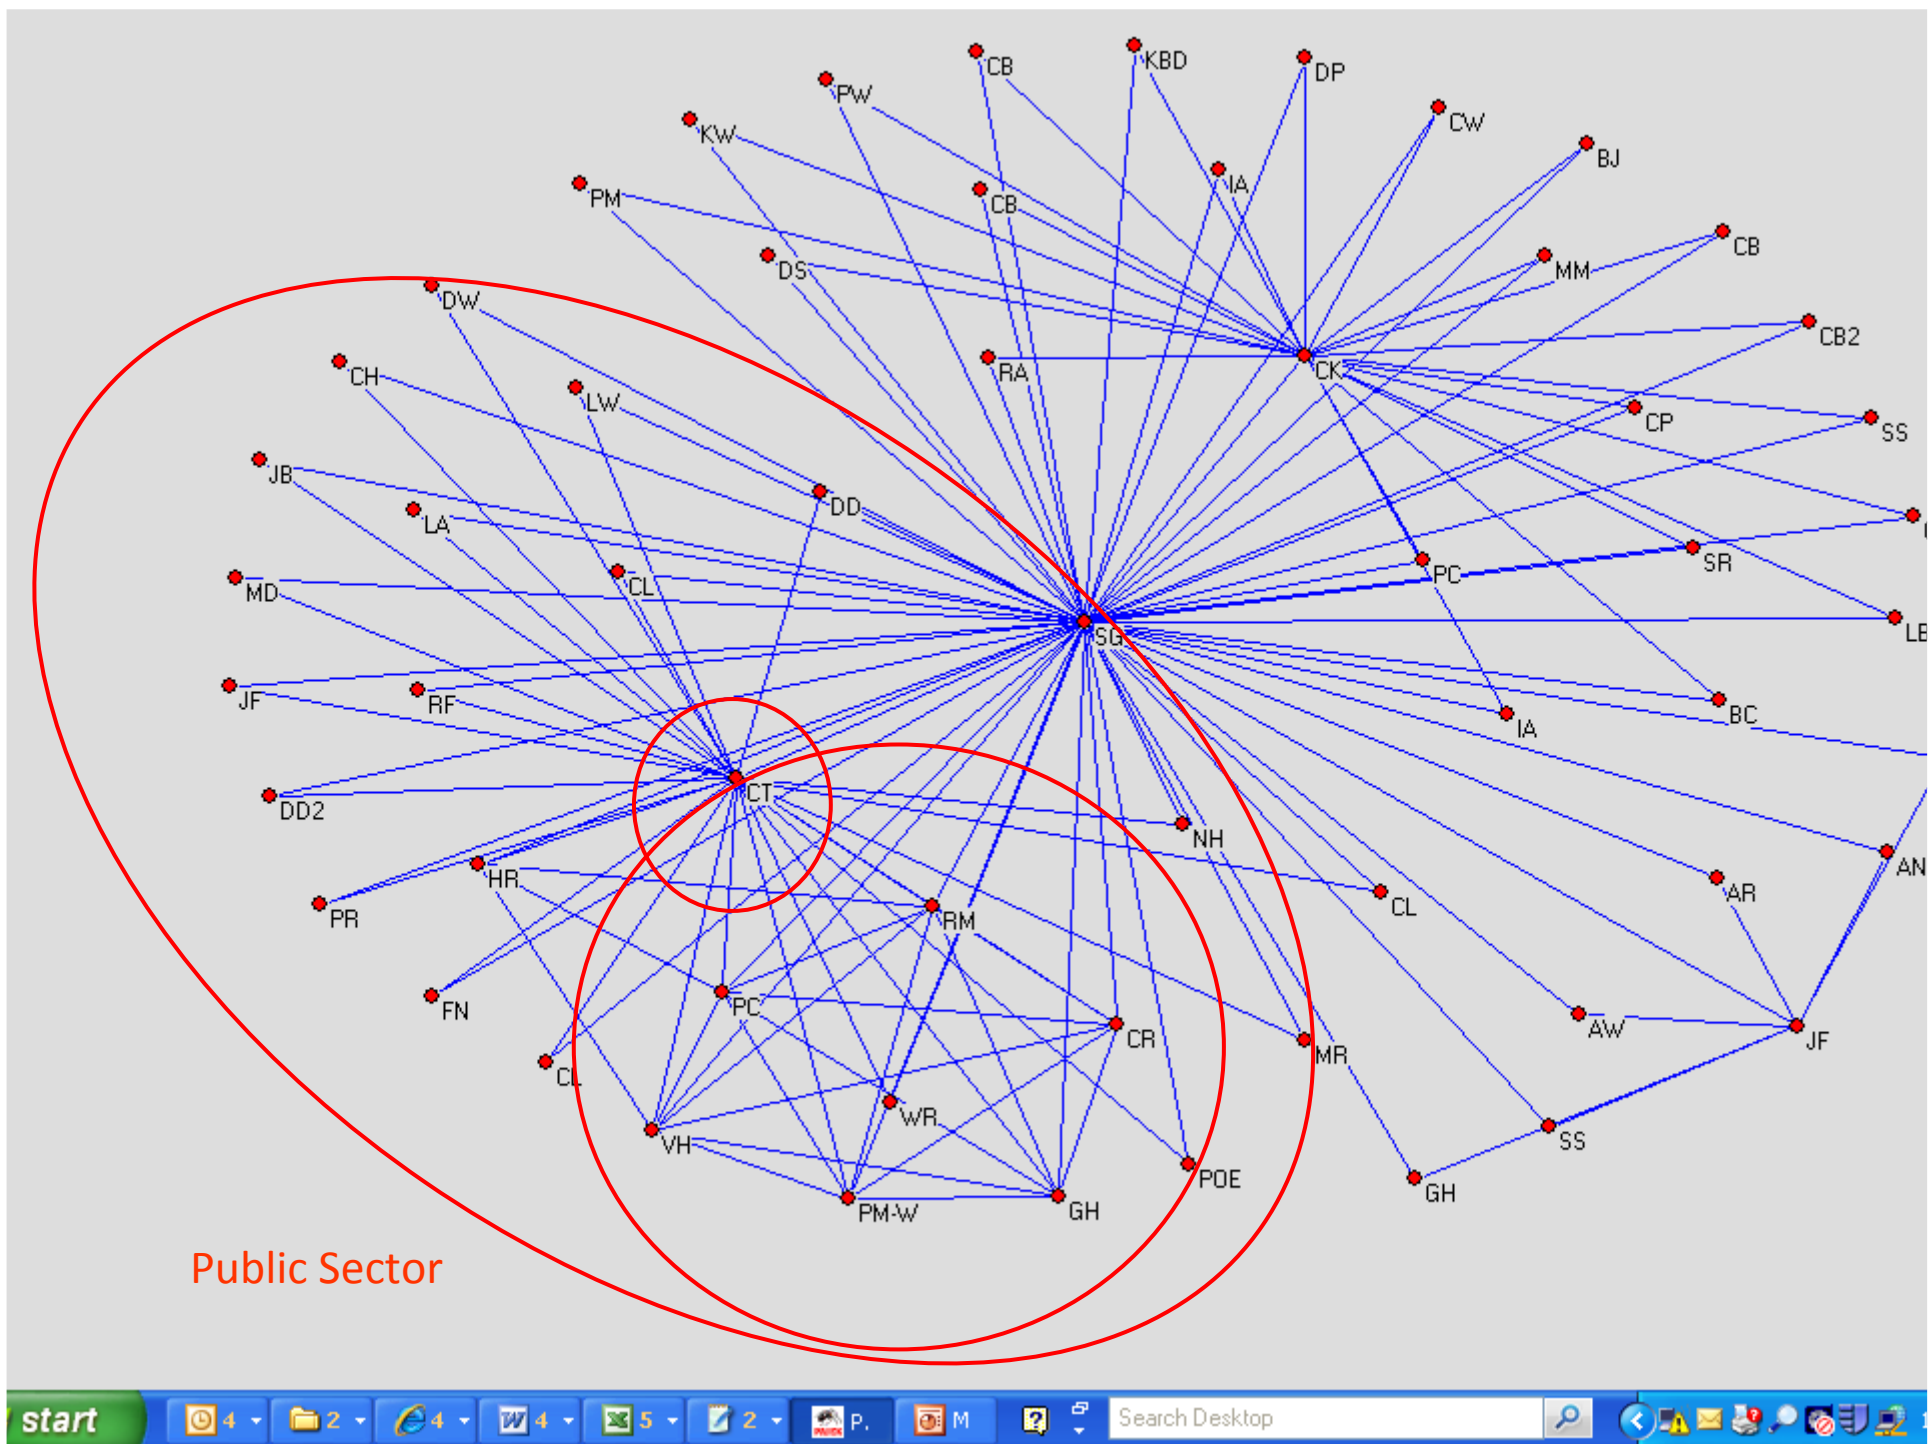 KBD
CB
DP
PW
CW
KW
BJ
IA
PM
CB
CB
DS
MM
DW
CB2
CH
RA
CK
LW
CP
SS
JB
DD
LA
SR
PC
MD
CL
SG
JF
RF
BC
IA
CT
DD2
NH
HR
AN
AR
CL
PR
RM
FN
PC
AW
CR
JF
MR
CL
WR
VH
SS
POE
GH
PM-W
GH
Public Sector
start
4
2
4
4
5
2
P.
M
Search Desktop